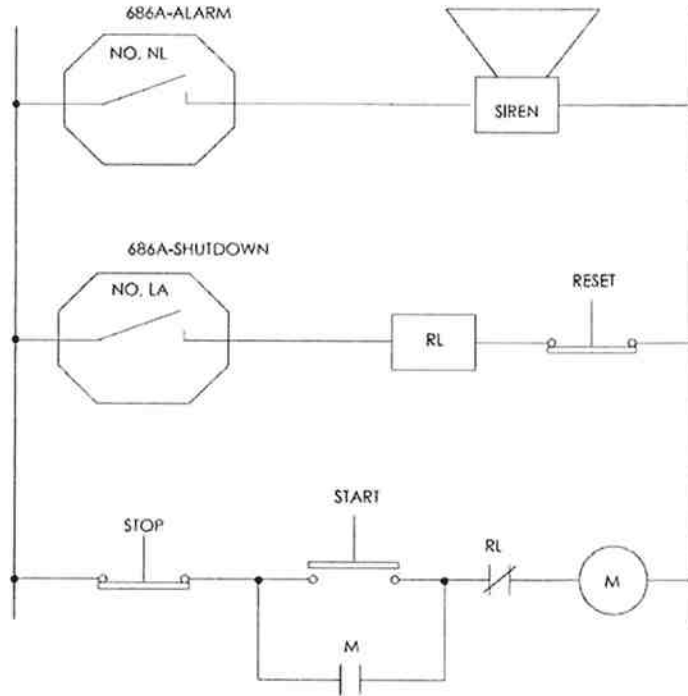 686A-ALARM
NO, NL
SIREN
686A-SHUTDOWN
NO, LA
RL
RESET
START
STOP
RL
M
M